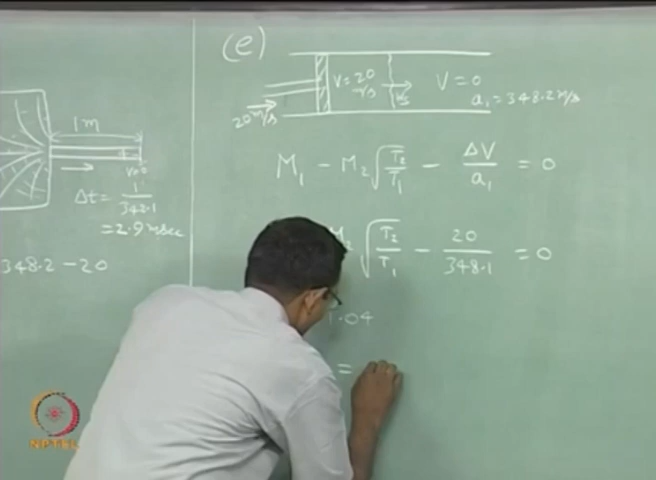 1m
V=0
Δt = 1/348.1
= 2.9 msec
348.2 - 20
(e)
V = 20 m/s
V = 0
a₁ = 348.2 m/s
20 m/s
M₁ - M₂ √(T₂/T₁) - ΔV/a₁ = 0
M₂ √(T₂/T₁) - 20/348.1 = 0
1.04
=
NPTEL